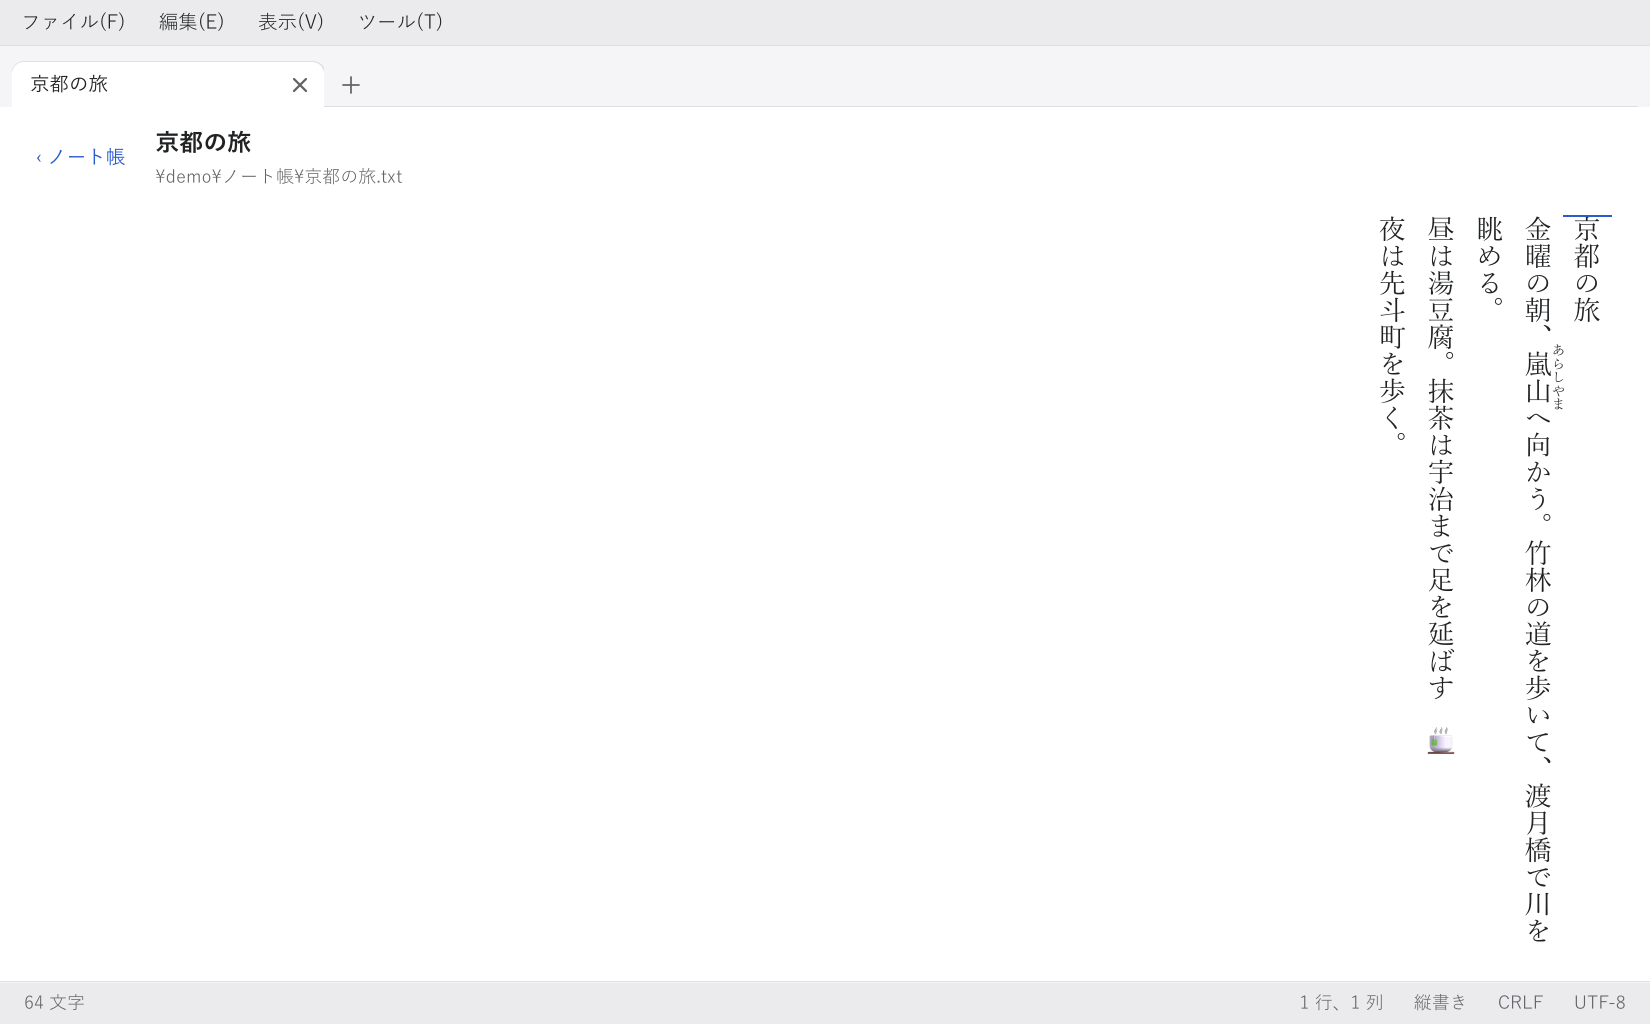 ファイル(F) 編集(E) 表示(V) ツール(T)
京都の旅
‹ ノート帳
京都の旅
¥demo¥ノート帳¥京都の旅.txt
京都の旅
金曜の朝、嵐山へ向かう。竹林の道を歩いて、渡月橋で川を
あらしやま
眺める。
昼は湯豆腐。抹茶は宇治まで足を延ばす 🍵
夜は先斗町を歩く。
64 文字
1 行、1 列 縦書き CRLF UTF-8